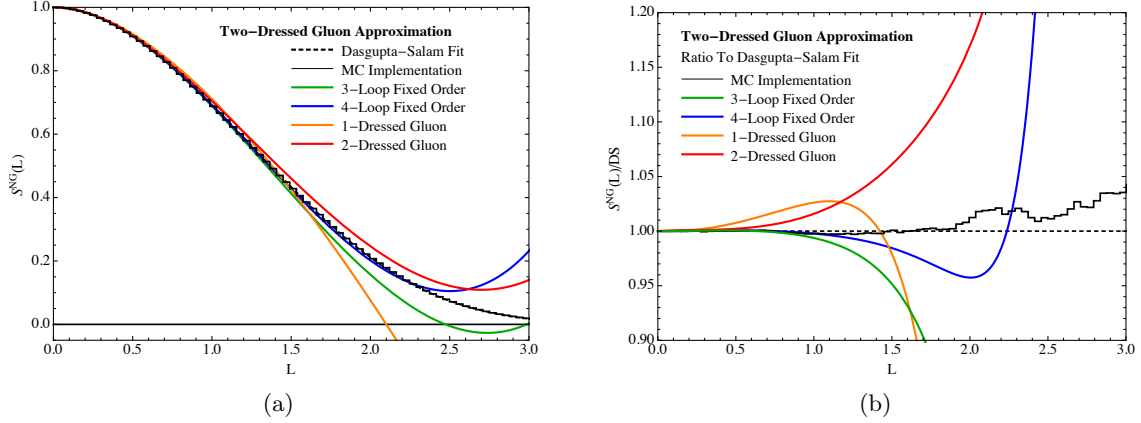 Two−Dressed Gluon Approximation
Dasgupta−Salam Fit
MC Implementation
3−Loop Fixed Order
4−Loop Fixed Order
1−Dressed Gluon
2−Dressed Gluon
S^NG(L)
1.0
0.8
0.6
0.4
0.2
0.0
0.0 0.5 1.0 1.5 2.0 2.5 3.0
L
(a)
Two−Dressed Gluon Approximation
Ratio To Dasgupta−Salam Fit
MC Implementation
3−Loop Fixed Order
4−Loop Fixed Order
1−Dressed Gluon
2−Dressed Gluon
S^NG(L)/DS
1.20
1.15
1.10
1.05
1.00
0.95
0.90
0.0 0.5 1.0 1.5 2.0 2.5 3.0
L
(b)